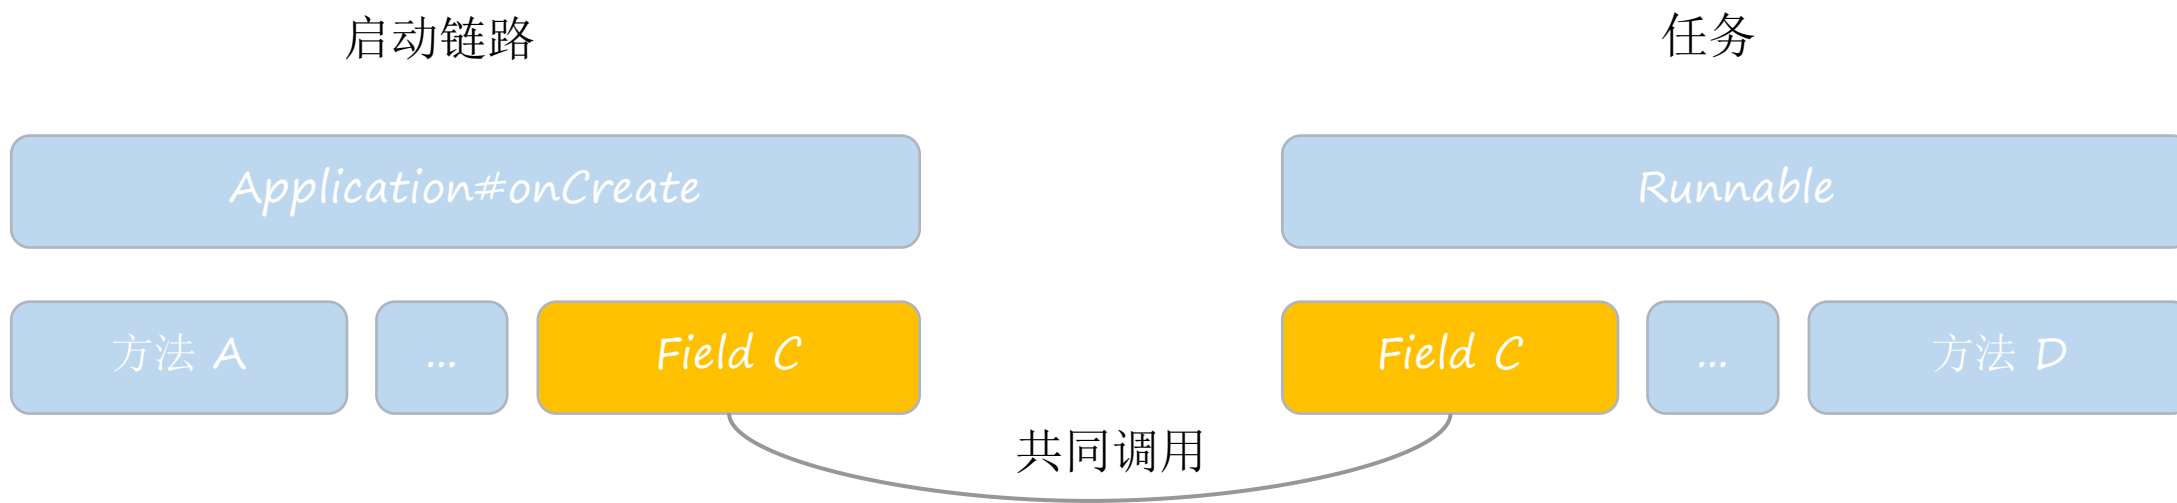 启动链路
任务
Application#onCreate
Runnable
方法 A
...
Field C
Field C
...
方法 D
共同调用